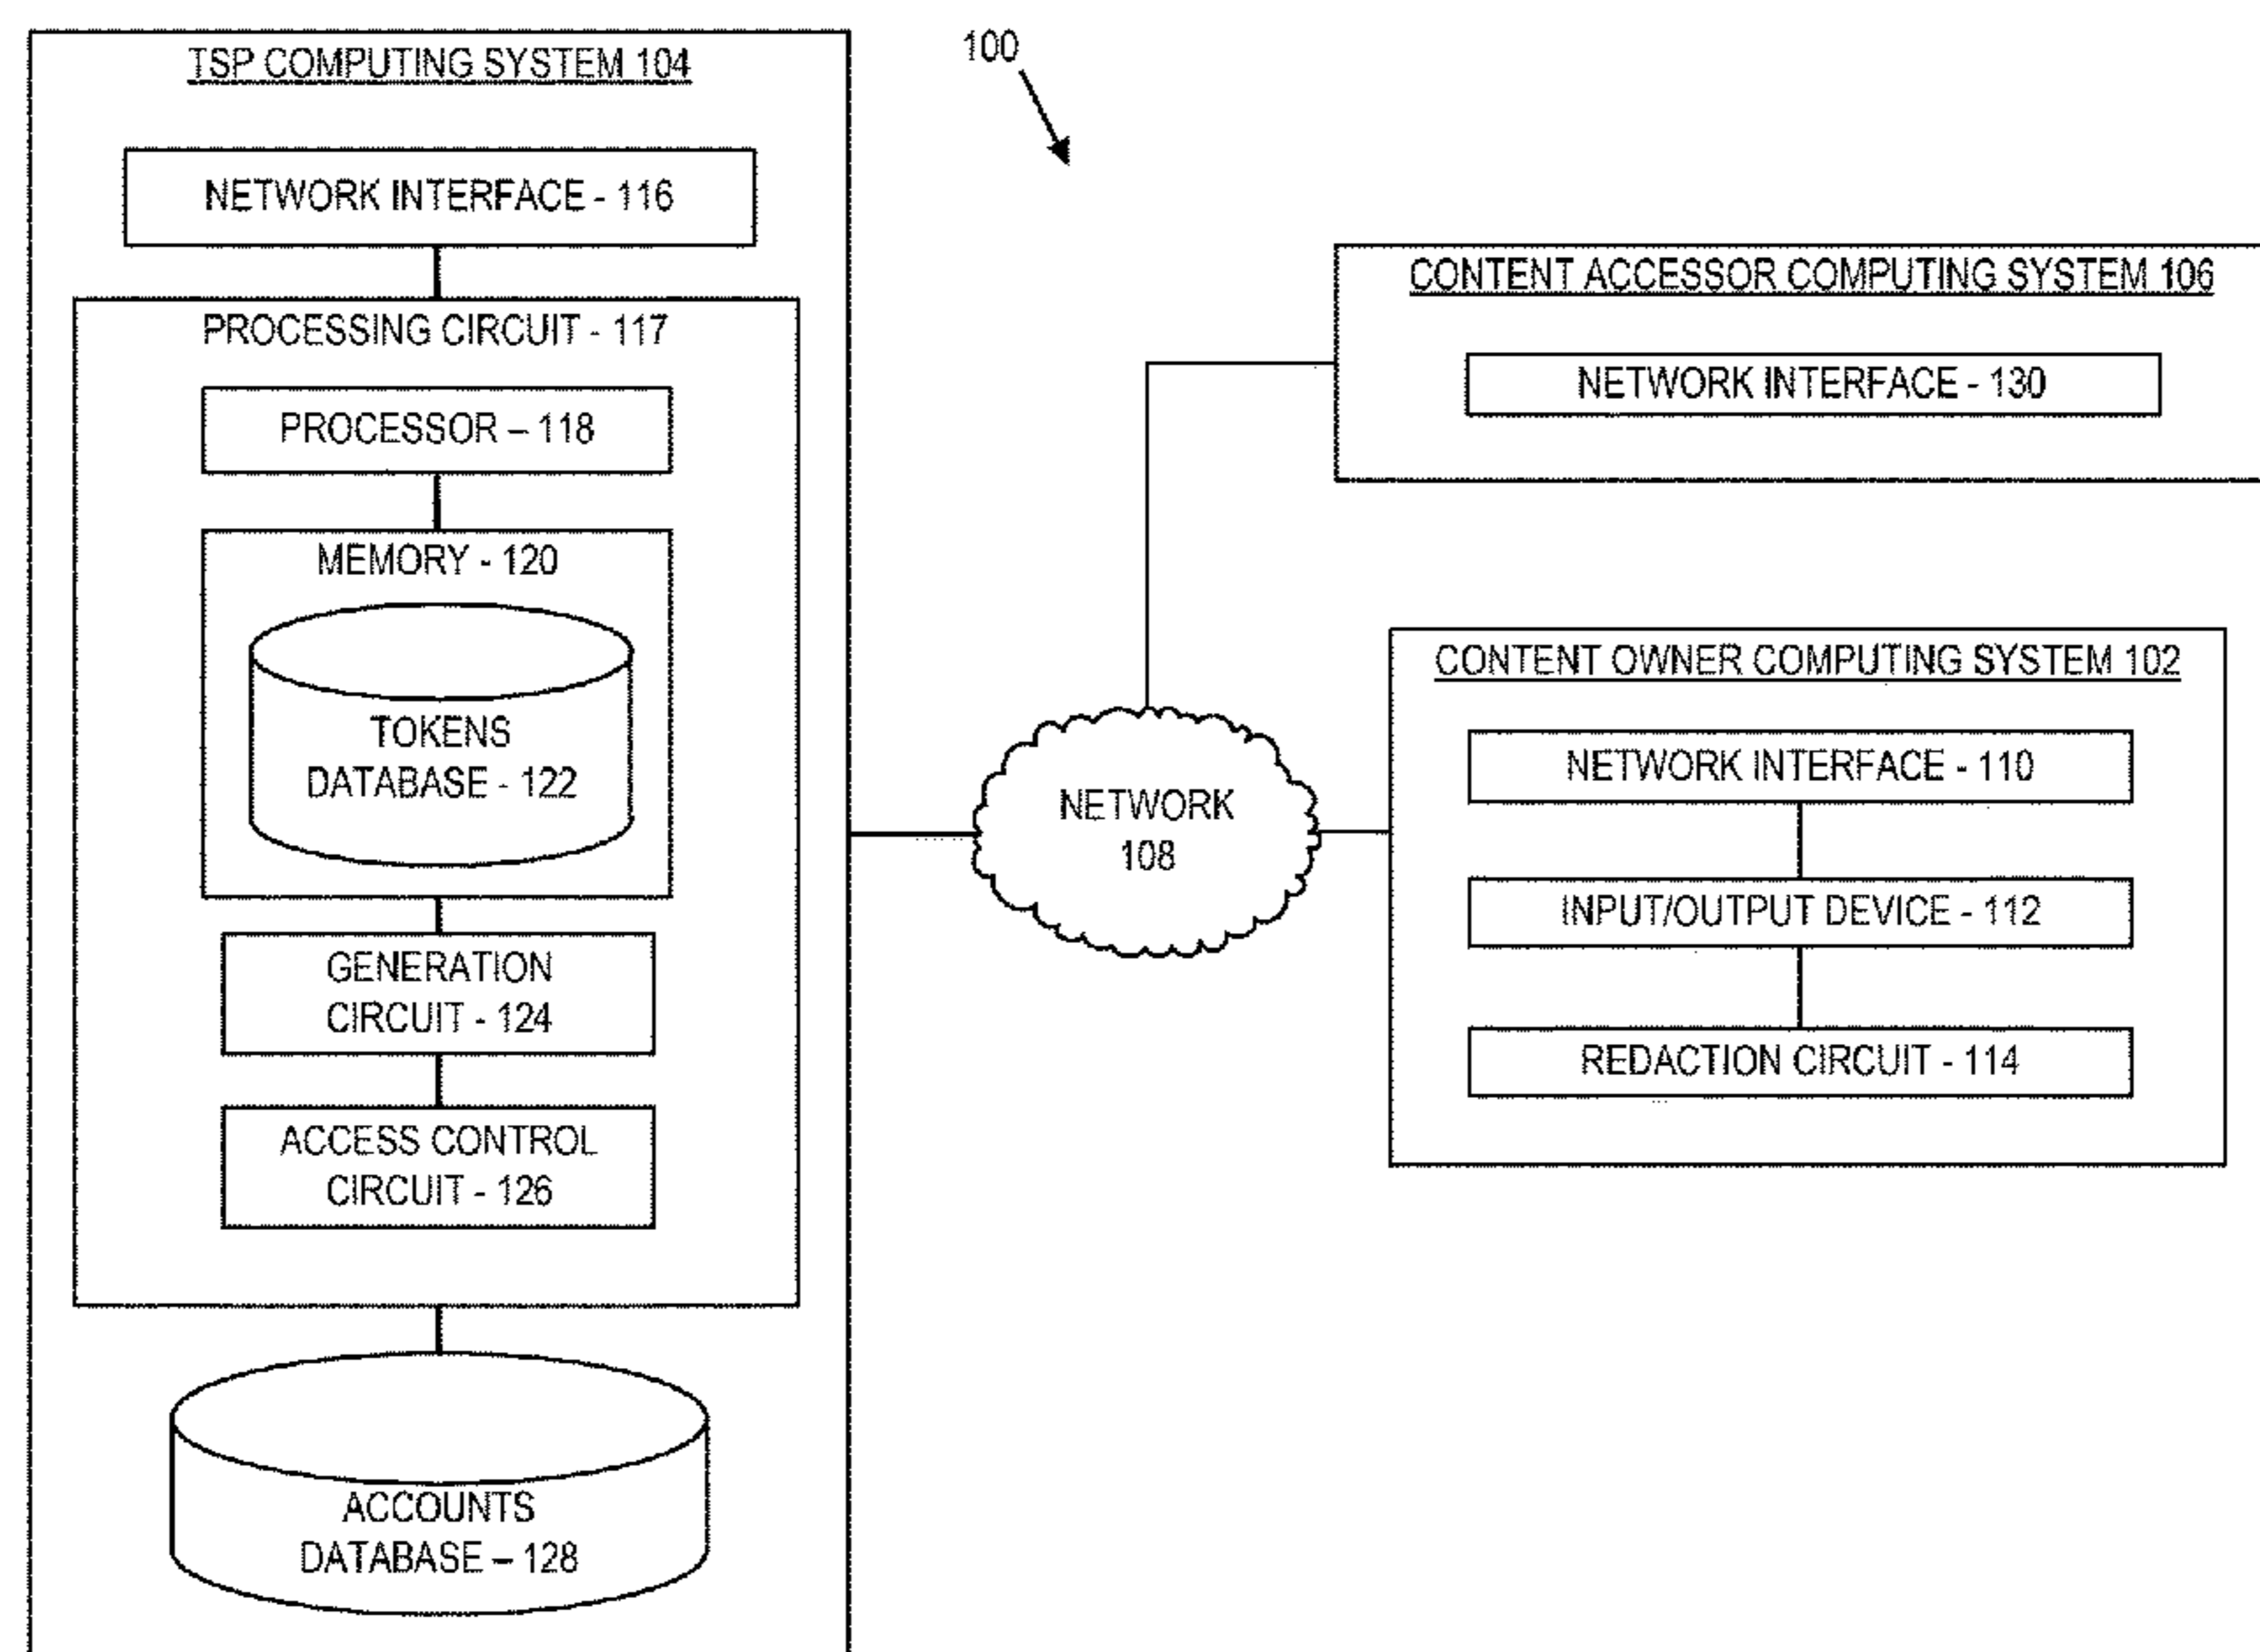 100
TSP COMPUTING SYSTEM 104
NETWORK INTERFACE - 116
PROCESSING CIRCUIT - 117
PROCESSOR – 118
MEMORY - 120
TOKENS
DATABASE - 122
GENERATION
CIRCUIT - 124
ACCESS CONTROL
CIRCUIT - 126
ACCOUNTS
DATABASE – 128
NETWORK
108
CONTENT ACCESSOR COMPUTING SYSTEM 106
NETWORK INTERFACE - 130
CONTENT OWNER COMPUTING SYSTEM 102
NETWORK INTERFACE - 110
INPUT/OUTPUT DEVICE - 112
REDACTION CIRCUIT - 114